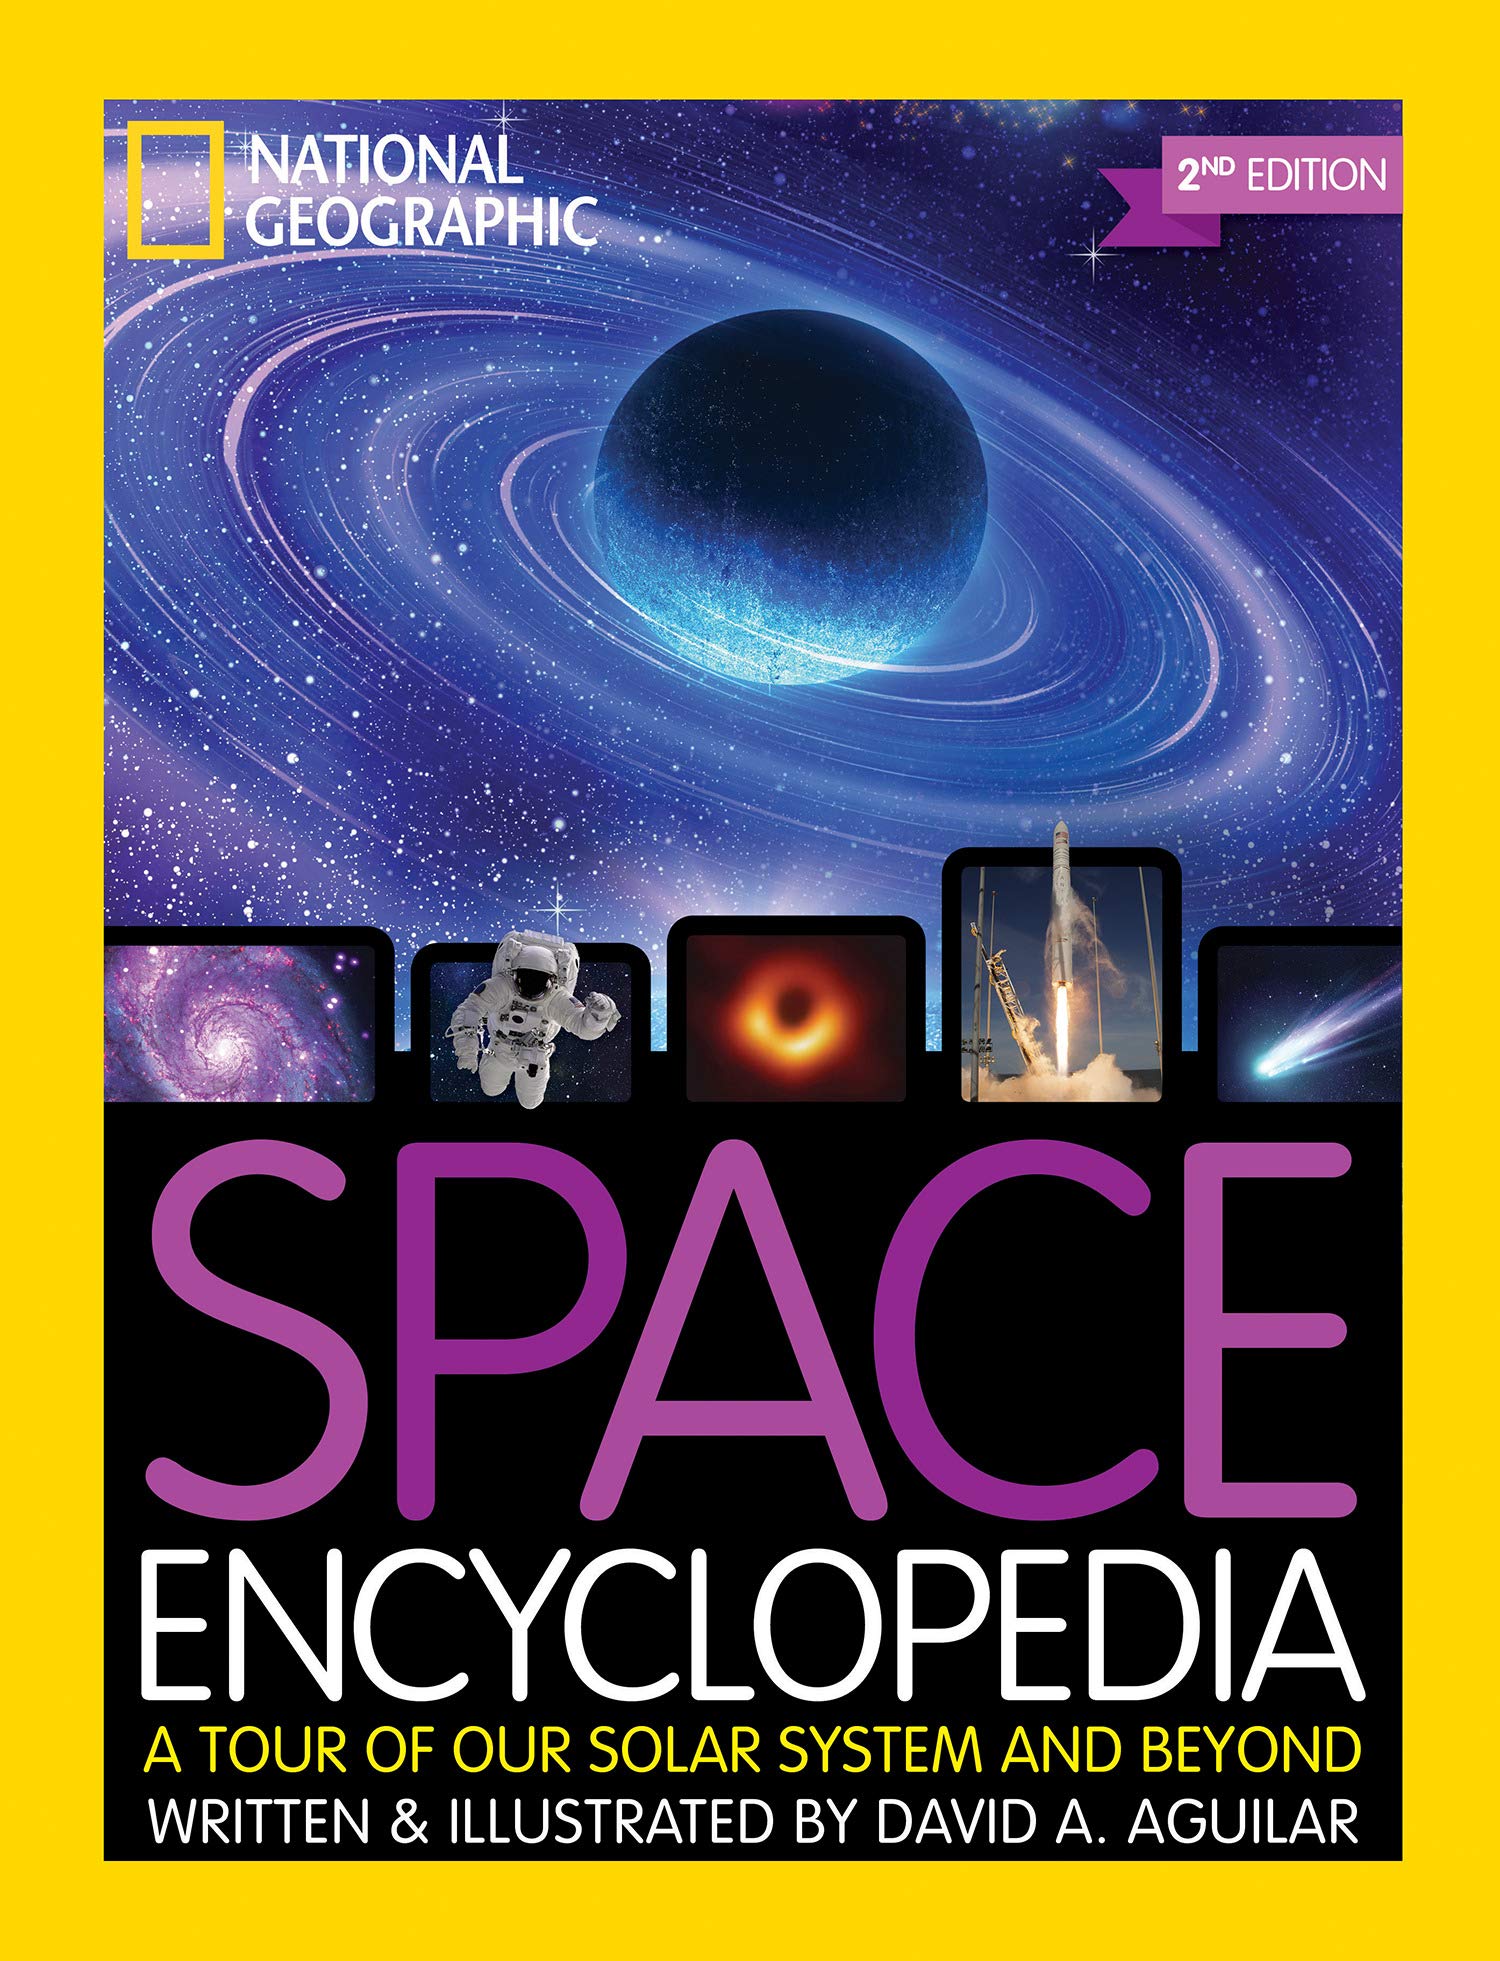 NATIONAL
GEOGRAPHIC
2ND EDITION
SPACE
ENCYCLOPEDIA
A TOUR OF OUR SOLAR SYSTEM AND BEYOND
WRITTEN & ILLUSTRATED BY DAVID A. AGUILAR